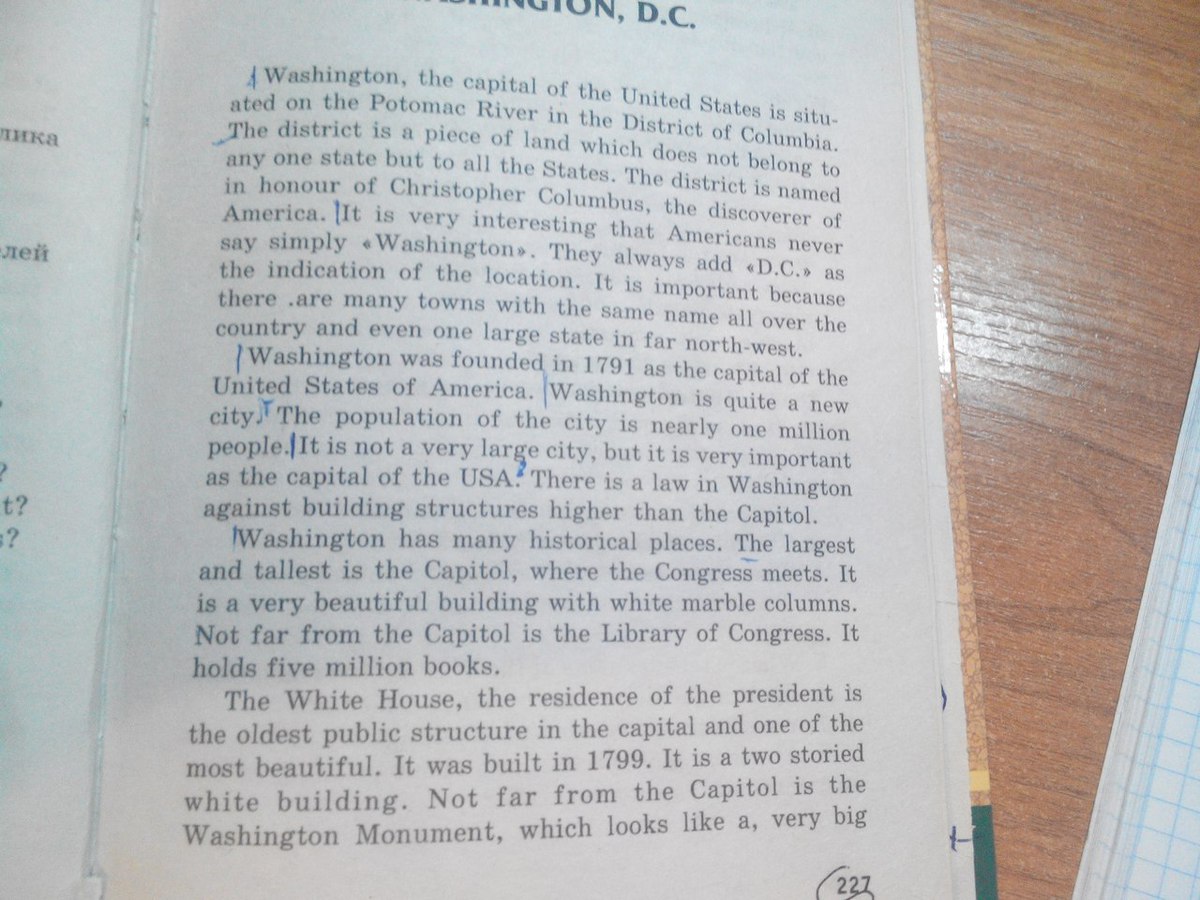 WASHINGTON, D.C.
Washington, the capital of the United States is situ-
ated on the Potomac River in the District of Columbia.
The district is a piece of land which does not belong to
any one state but to all the States. The district is named
in honour of Christopher Columbus, the discoverer of
America. It is very interesting that Americans never
say simply «Washington». They always add «D.C.» as
the indication of the location. It is important because
there .are many towns with the same name all over the
country and even one large state in far north-west.
Washington was founded in 1791 as the capital of the
United States of America. Washington is quite a new
city. The population of the city is nearly one million
people. It is not a very large city, but it is very important
as the capital of the USA. There is a law in Washington
against building structures higher than the Capitol.
Washington has many historical places. The largest
and tallest is the Capitol, where the Congress meets. It
is a very beautiful building with white marble columns.
Not far from the Capitol is the Library of Congress. It
holds five million books.
The White House, the residence of the president is
the oldest public structure in the capital and one of the
most beautiful. It was built in 1799. It is a two storied
white building. Not far from the Capitol is the
Washington Monument, which looks like a, very big
227